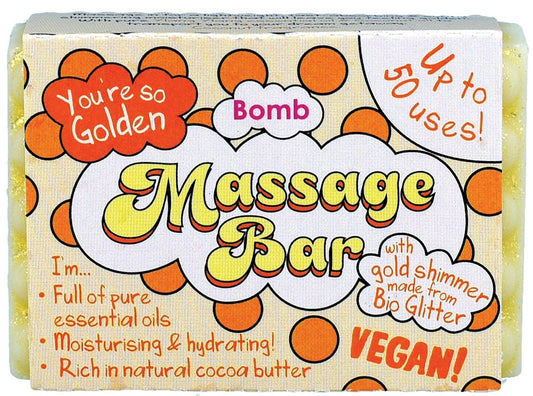 You're so
Golden
Bomb
Up to
50 uses!
Massage
Bar
with
gold shimmer
made from
Bio Glitter
I'm...
• Full of pure
essential oils
• Moisturising & hydrating!
• Rich in natural cocoa butter
VEGAN!